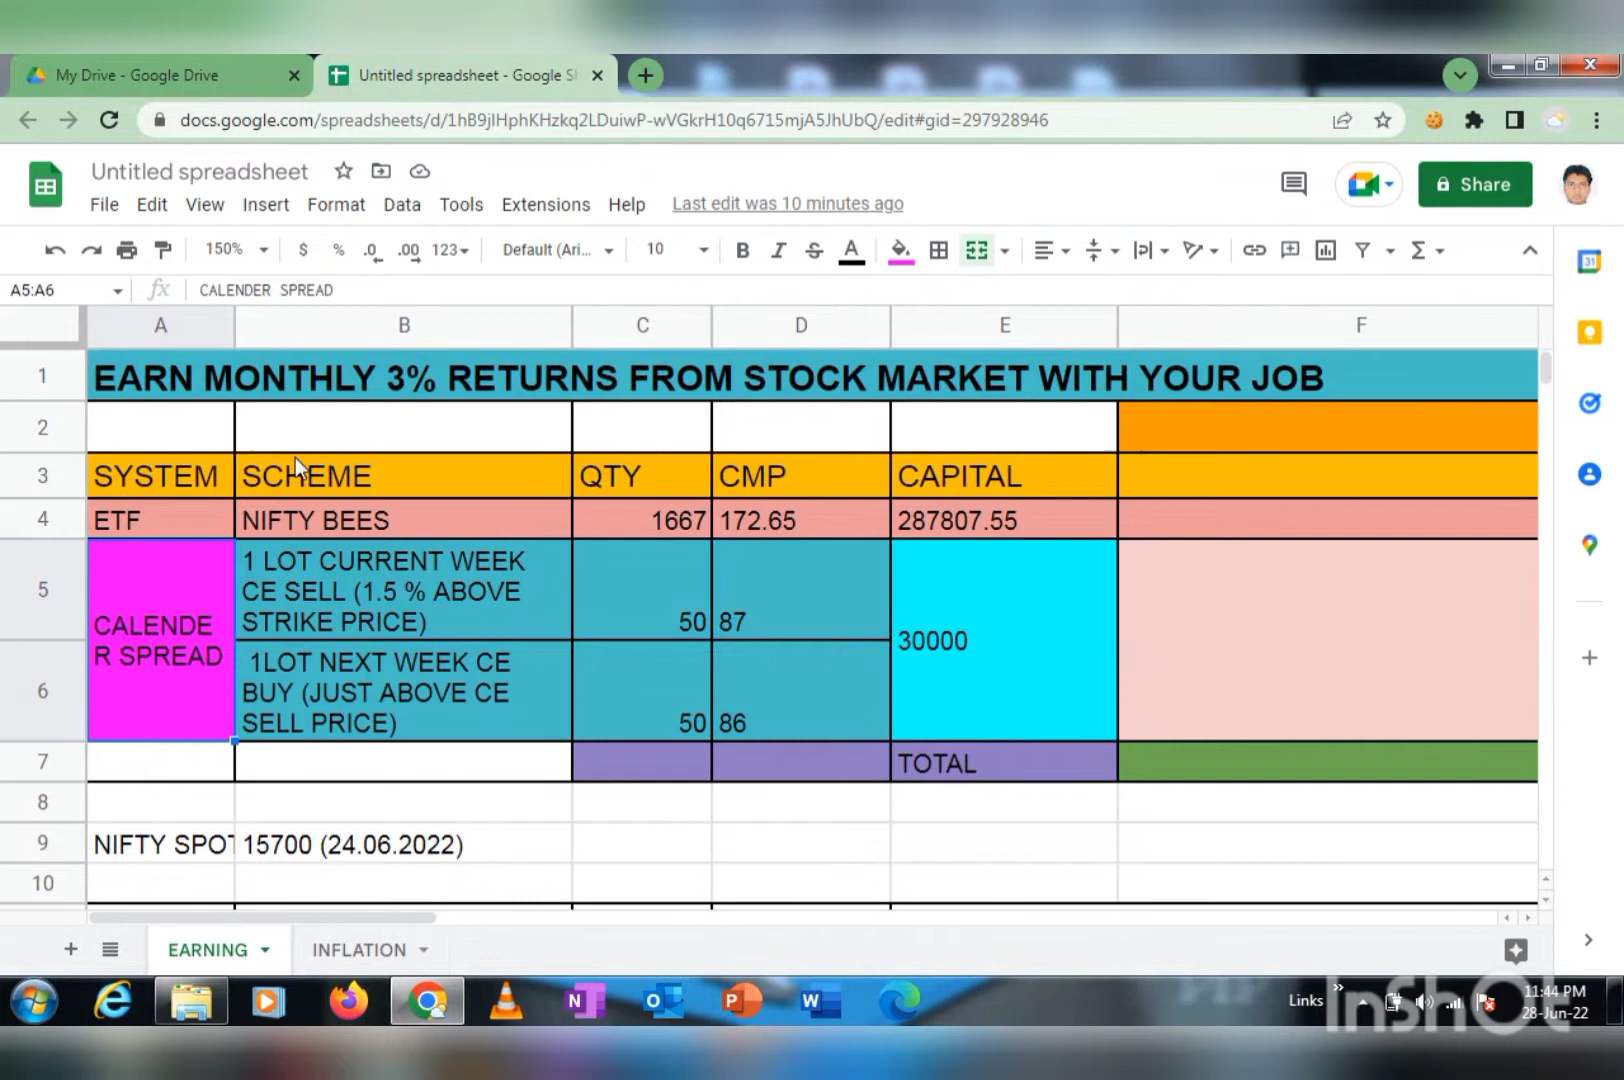 My Drive - Google Drive
Untitled spreadsheet - Google Sh
docs.google.com/spreadsheets/d/1hB9jIHphKHzkq2LDuiwP-wVGkrH10q6715mjA5JhUbQ/edit#gid=297928946
Untitled spreadsheet
File Edit View Insert Format Data Tools Extensions Help Last edit was 10 minutes ago
Share
150% $ % .0 .00 123 Default (Ari... 10 B I S A
A5:A6 fx CALENDER SPREAD
A B C D E F
1 EARN MONTHLY 3% RETURNS FROM STOCK MARKET WITH YOUR JOB
2
3 SYSTEM SCHEME QTY CMP CAPITAL
4 ETF NIFTY BEES 1667 172.65 287807.55
5 1 LOT CURRENT WEEK
CE SELL (1.5 % ABOVE
STRIKE PRICE) 50 87
CALENDE
R SPREAD
30000
6 1LOT NEXT WEEK CE
BUY (JUST ABOVE CE
SELL PRICE) 50 86
7 TOTAL
8
9 NIFTY SPOT 15700 (24.06.2022)
10
EARNING INFLATION
Links
11:44 PM
28-Jun-22
InShOt